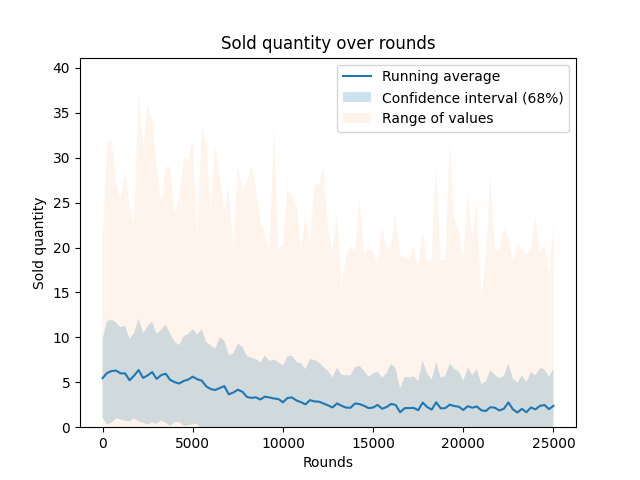 Sold quantity over rounds
Running average
Confidence interval (68%)
Range of values
40
35
30
25
20
15
10
5
0
Sold quantity
0 5000 10000 15000 20000 25000
Rounds